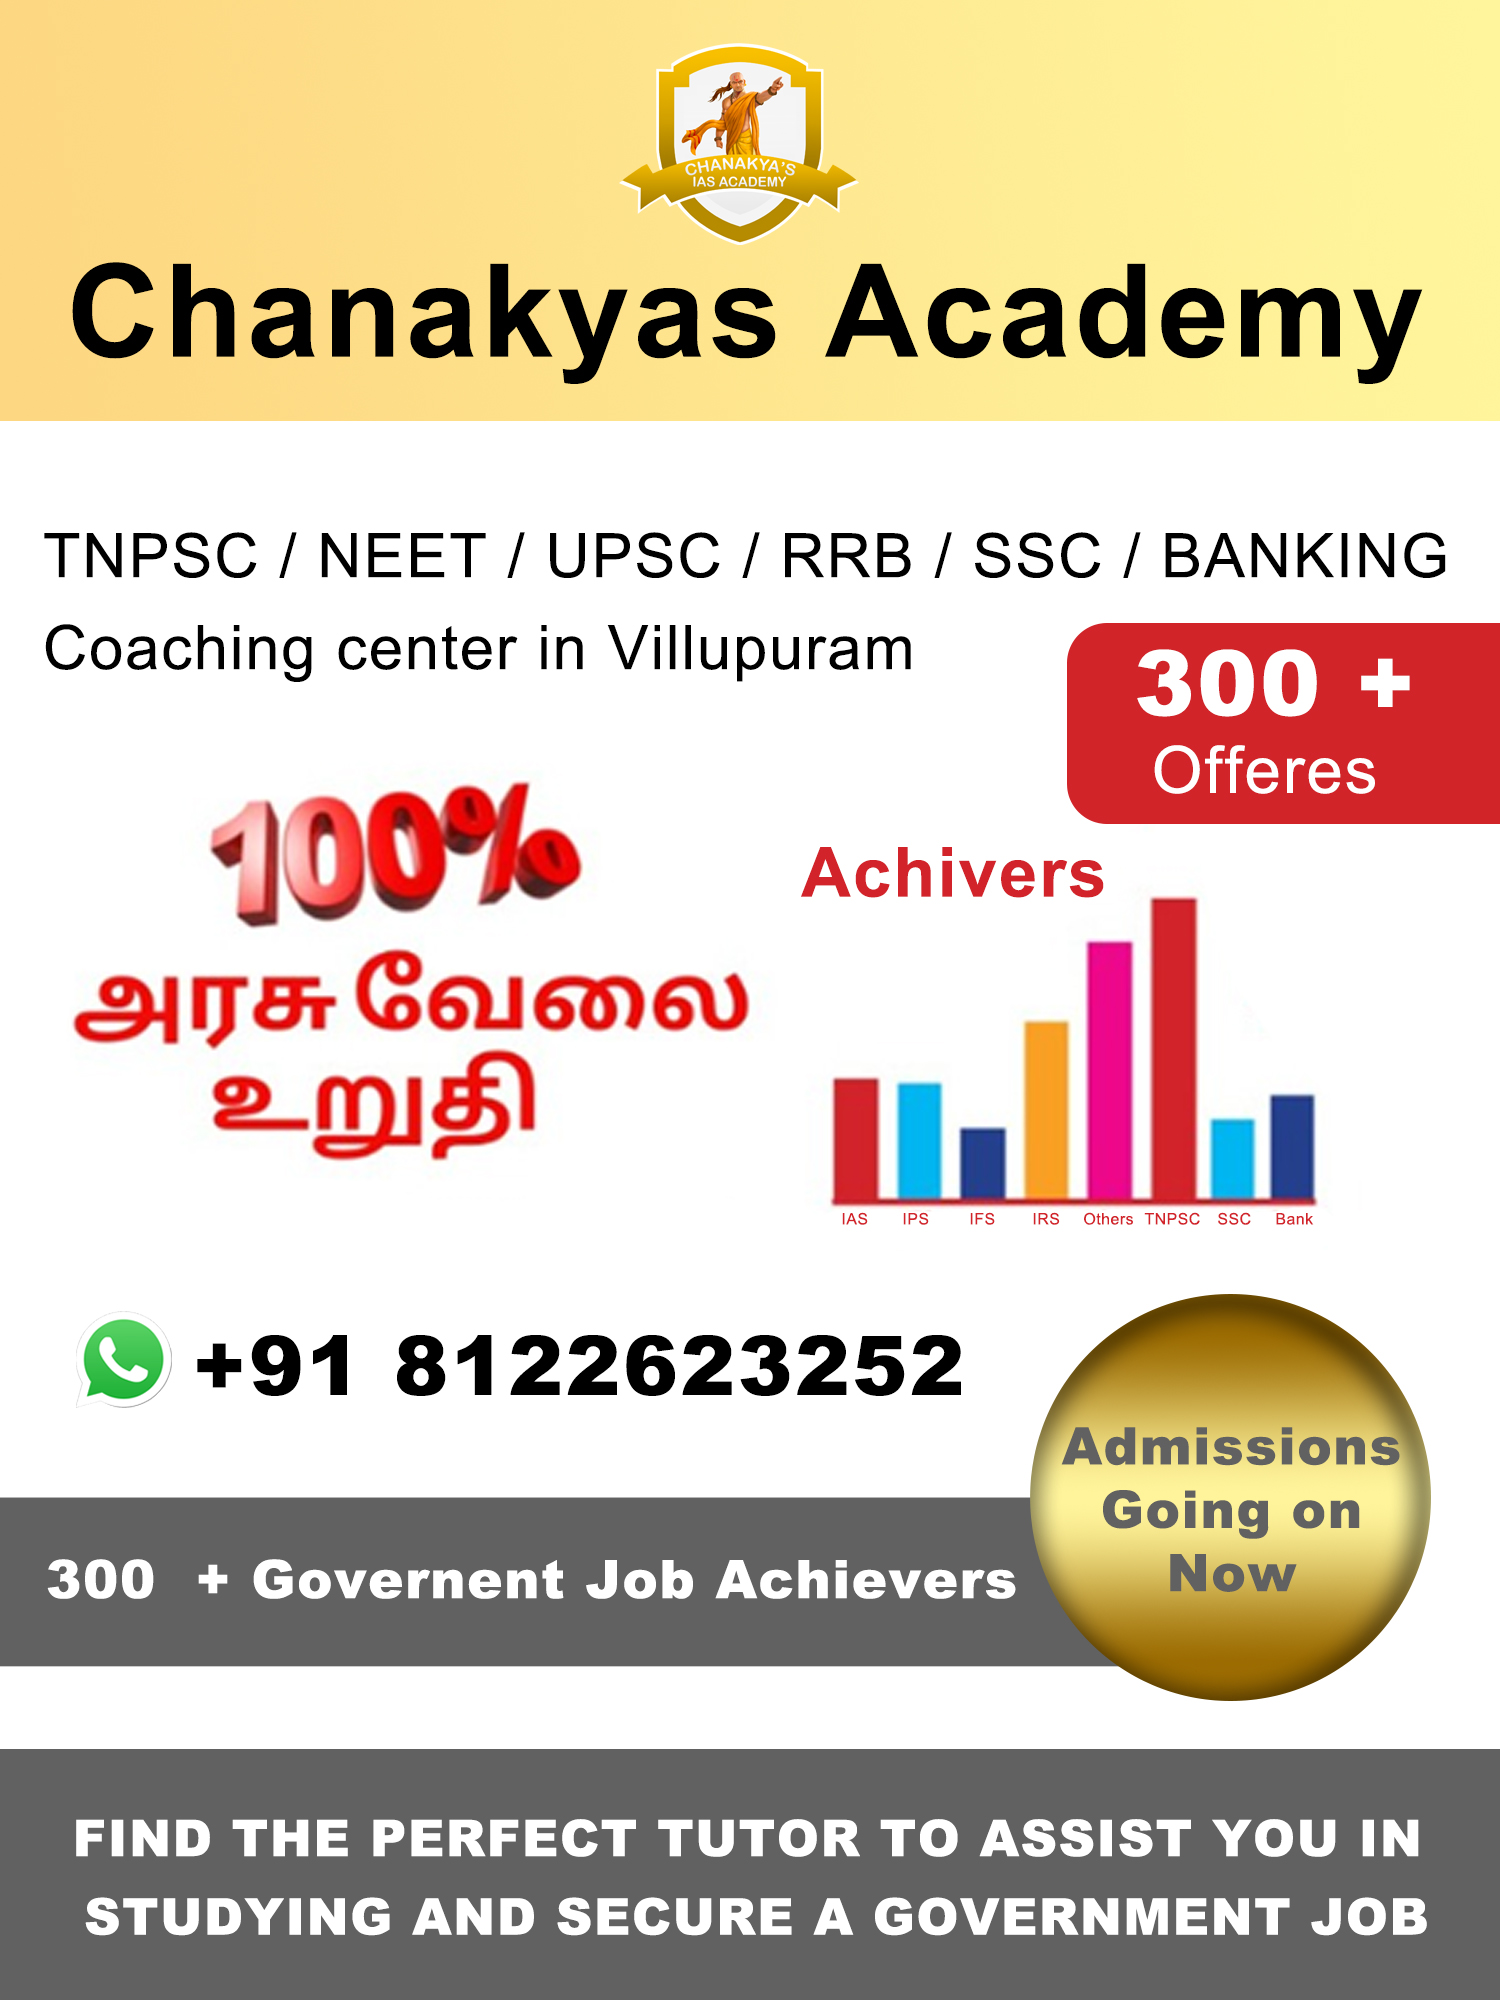 CHANAKYA'S
IAS ACADEMY
Chanakyas Academy
TNPSC / NEET / UPSC / RRB / SSC / BANKING
Coaching center in Villupuram
300 +
Offeres
100%
அரசு வேலை
உறுதி
Achivers
IAS IPS IFS IRS Others TNPSC SSC Bank
+91 8122623252
Admissions
Going on
Now
300 + Governent Job Achievers
FIND THE PERFECT TUTOR TO ASSIST YOU IN
STUDYING AND SECURE A GOVERNMENT JOB